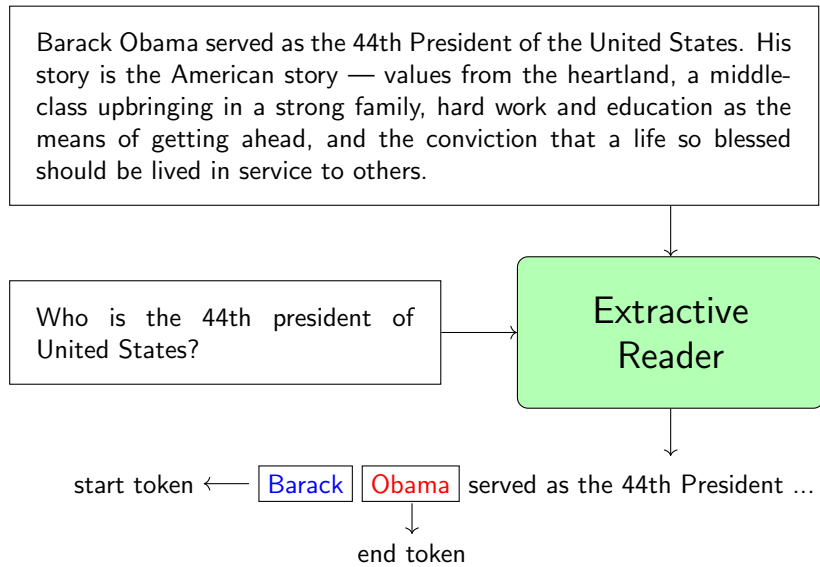 Barack Obama served as the 44th President of the United States. His
story is the American story — values from the heartland, a middle-
class upbringing in a strong family, hard work and education as the
means of getting ahead, and the conviction that a life so blessed
should be lived in service to others.
Who is the 44th president of
United States?
Extractive
Reader
start token Barack Obama served as the 44th President ...
end token